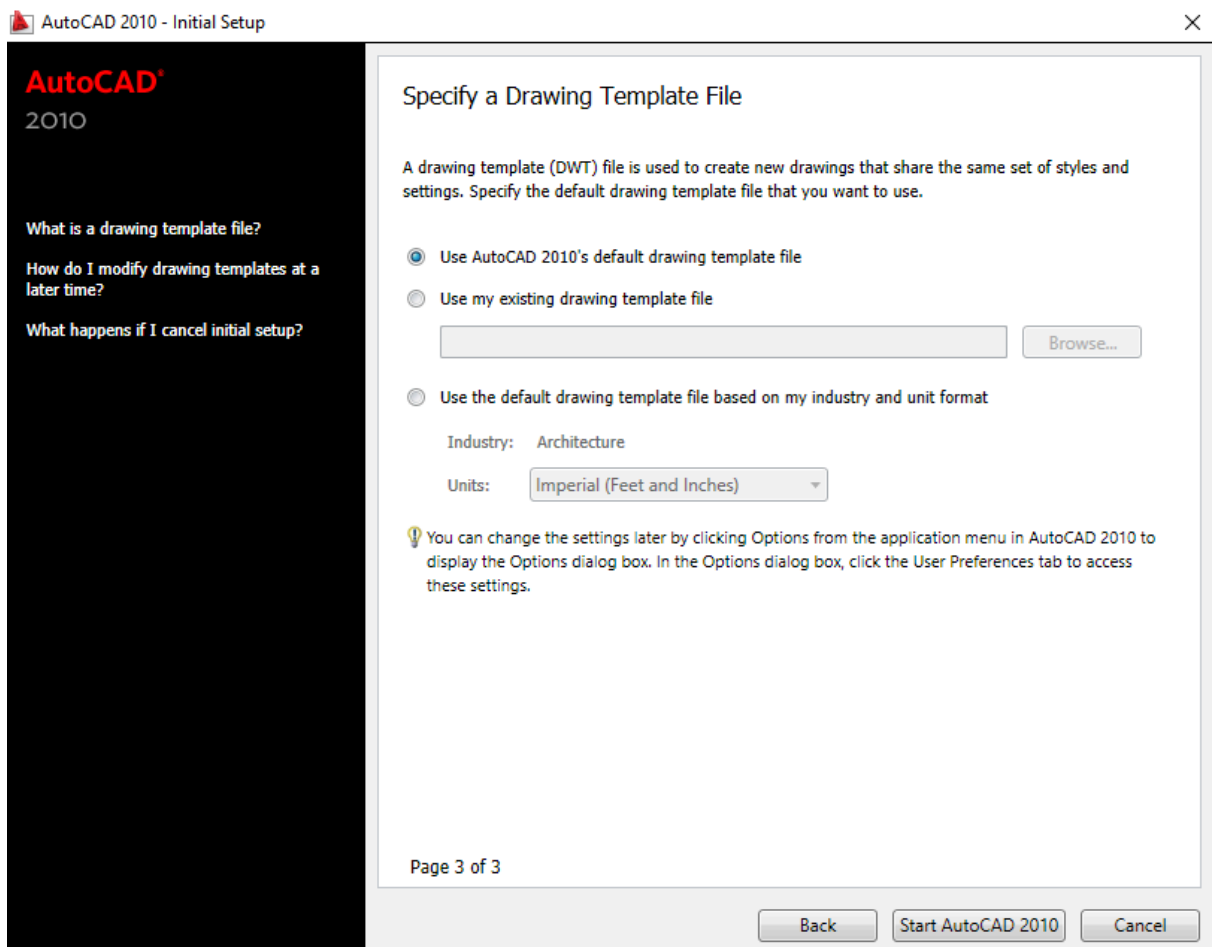 AutoCAD 2010 - Initial Setup
AutoCAD®
2010
What is a drawing template file?
How do I modify drawing templates at a
later time?
What happens if I cancel initial setup?
Specify a Drawing Template File
A drawing template (DWT) file is used to create new drawings that share the same set of styles and
settings. Specify the default drawing template file that you want to use.
Use AutoCAD 2010's default drawing template file
Use my existing drawing template file
Browse...
Use the default drawing template file based on my industry and unit format
Industry: Architecture
Units: Imperial (Feet and Inches)
You can change the settings later by clicking Options from the application menu in AutoCAD 2010 to
display the Options dialog box. In the Options dialog box, click the User Preferences tab to access
these settings.
Page 3 of 3
Back Start AutoCAD 2010 Cancel